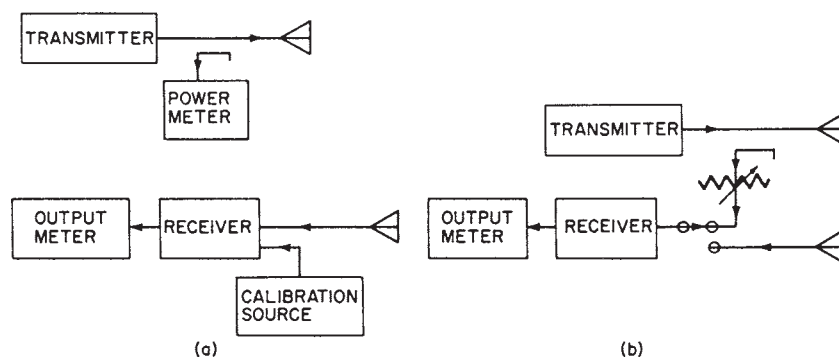 TRANSMITTER
POWER
METER
OUTPUT
METER
RECEIVER
CALIBRATION
SOURCE
(a)
TRANSMITTER
OUTPUT
METER
RECEIVER
(b)